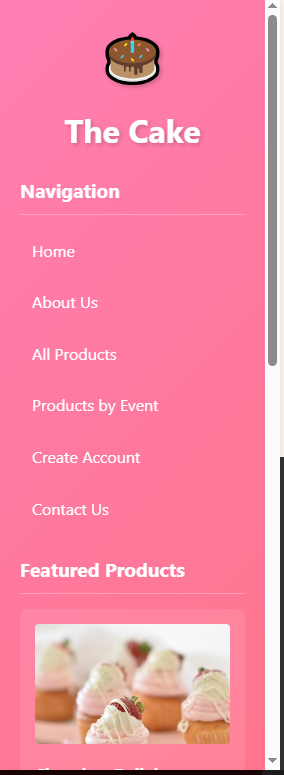 The Cake
Navigation
Home
About Us
All Products
Products by Event
Create Account
Contact Us
Featured Products